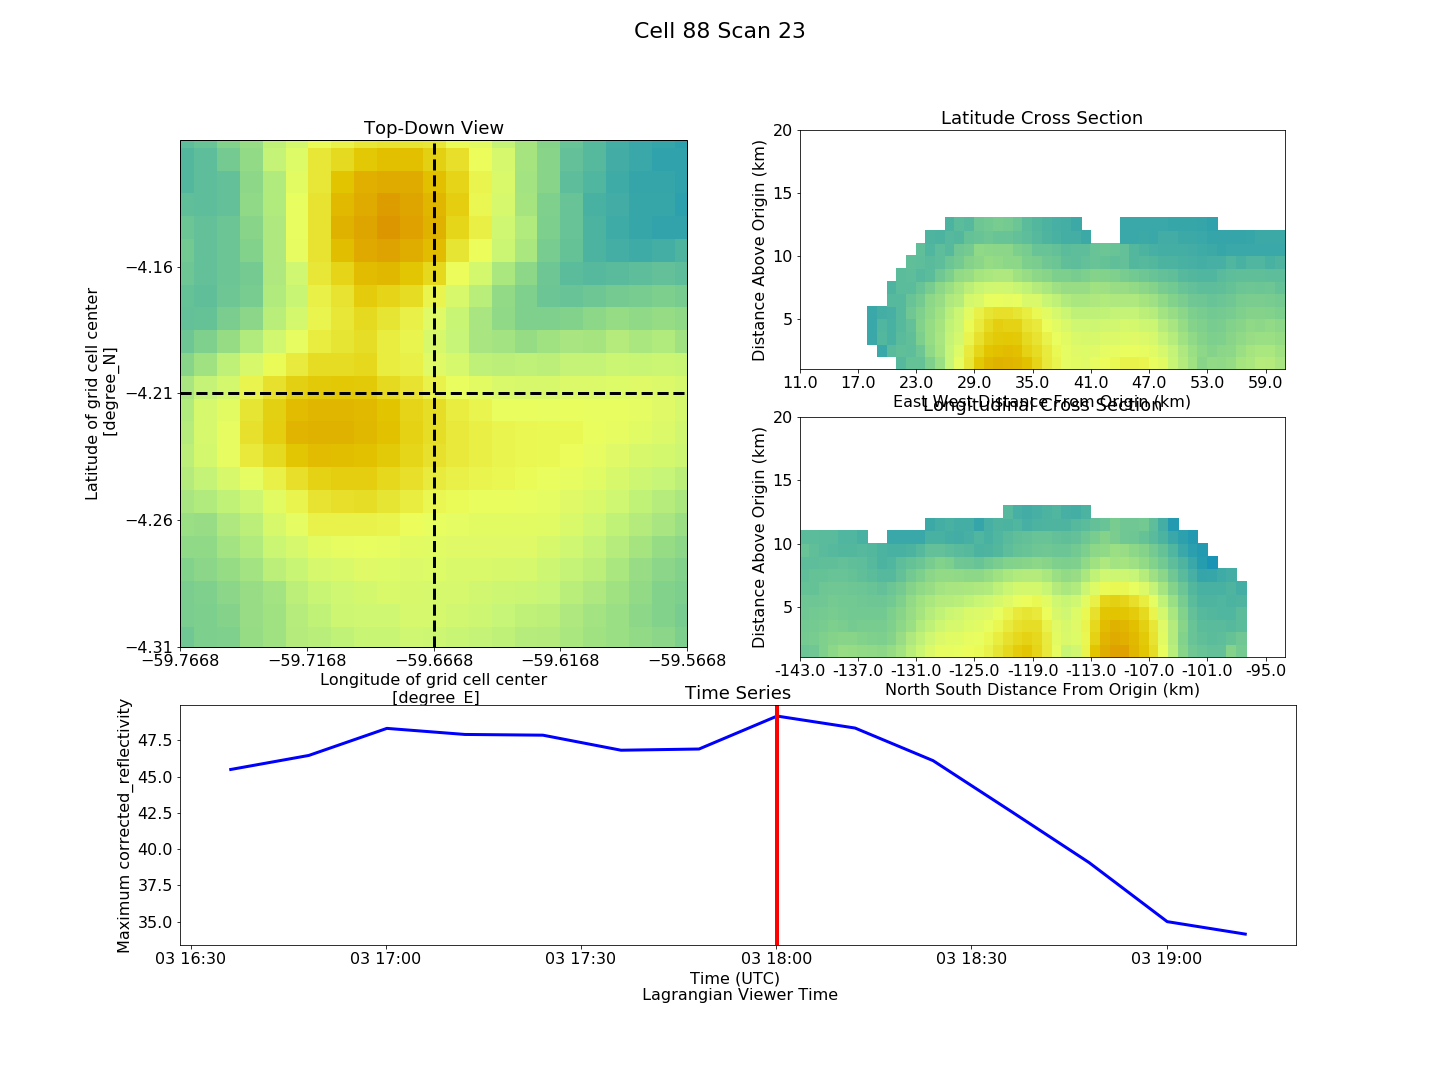 Cell 88 Scan 23
Top-Down View
−4.16
−4.21
−4.26
−4.31
Latitude of grid cell center
[degree_N]
−59.7668 −59.7168 −59.6668 −59.6168 −59.5668
Longitude of grid cell center
[degree_E]
Latitude Cross Section
20
15
10
5
Distance Above Origin (km)
11.0 17.0 23.0 29.0 35.0 41.0 47.0 53.0 59.0
East West Distance From Origin (km)
Longitudinal Cross Section
20
15
10
5
Distance Above Origin (km)
-143.0 -137.0 -131.0 -125.0 -119.0 -113.0 -107.0 -101.0 -95.0
North South Distance From Origin (km)
Time Series
47.5
45.0
42.5
40.0
37.5
35.0
Maximum corrected_reflectivity
03 16:30 03 17:00 03 17:30 03 18:00 03 18:30 03 19:00
Time (UTC)
Lagrangian Viewer Time